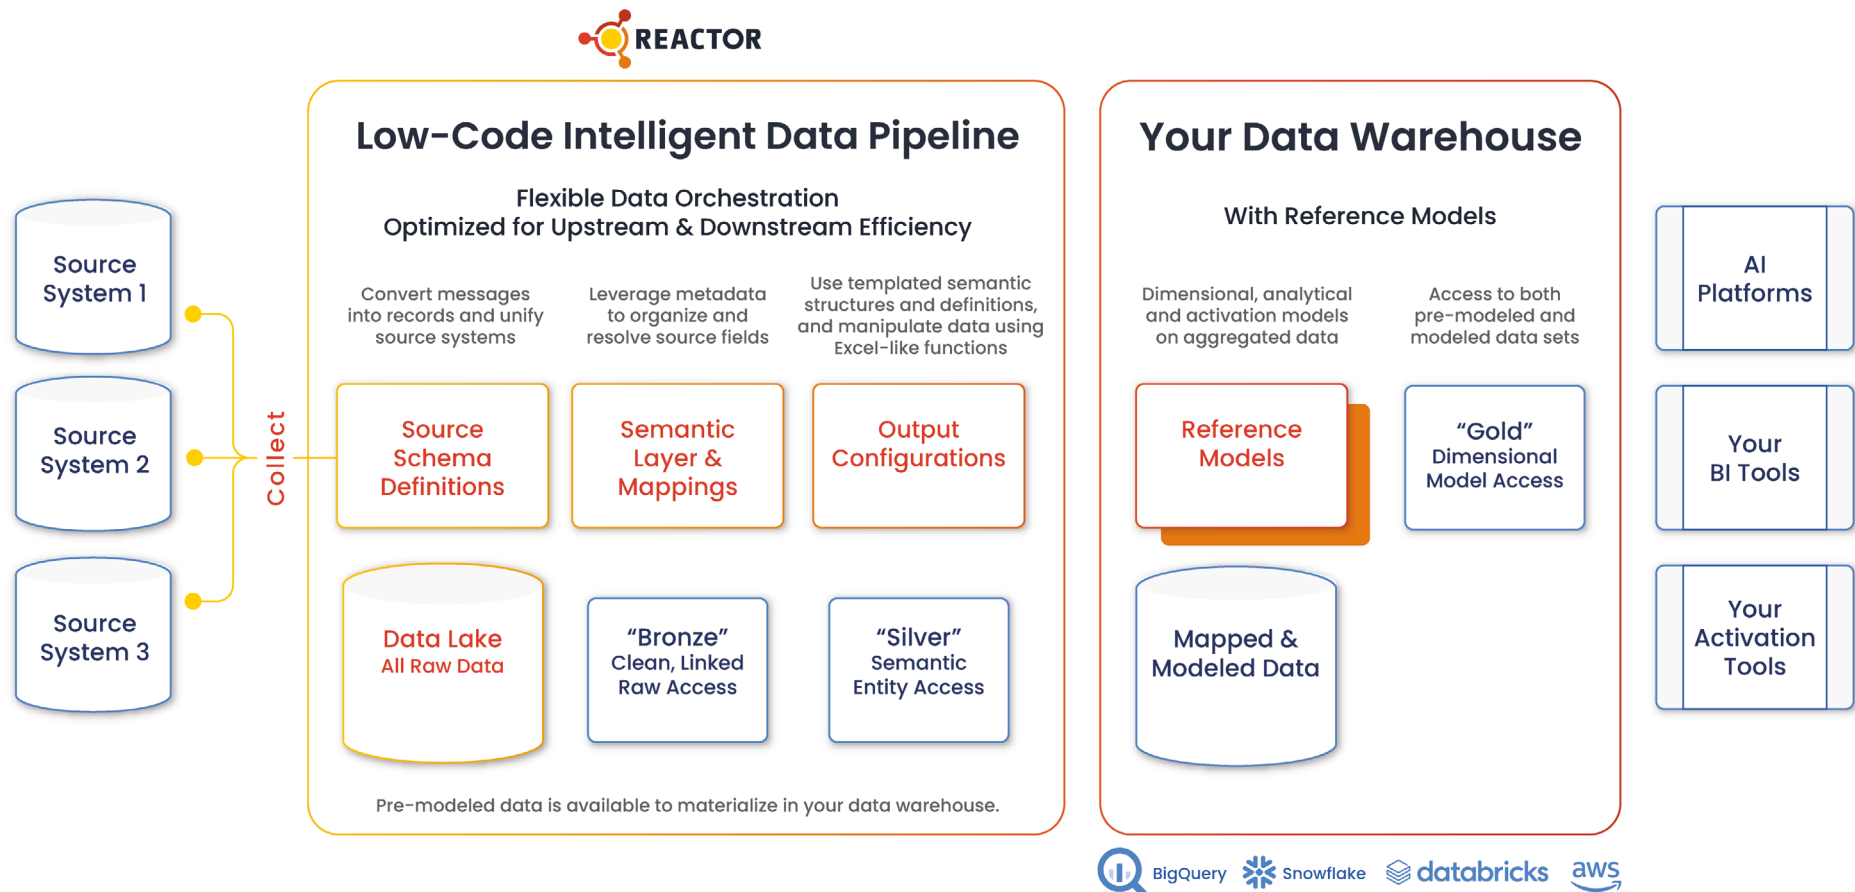 REACTOR
Low-Code Intelligent Data Pipeline
Flexible Data Orchestration
Optimized for Upstream & Downstream Efficiency
Your Data Warehouse
With Reference Models
Source
System 1
Source
System 2
Source
System 3
Collect
Convert messages
into records and unify
source systems
Leverage metadata
to organize and
resolve source fields
Use templated semantic
structures and definitions,
and manipulate data using
Excel-like functions
Source
Schema
Definitions
Semantic
Layer &
Mappings
Output
Configurations
Data Lake
All Raw Data
“Bronze”
Clean, Linked
Raw Access
“Silver”
Semantic
Entity Access
Pre-modeled data is available to materialize in your data warehouse.
Dimensional, analytical
and activation models
on aggregated data
Access to both
pre-modeled and
modeled data sets
Reference
Models
“Gold”
Dimensional
Model Access
Mapped &
Modeled Data
AI
Platforms
Your
BI Tools
Your
Activation
Tools
BigQuery
Snowflake
databricks
aws